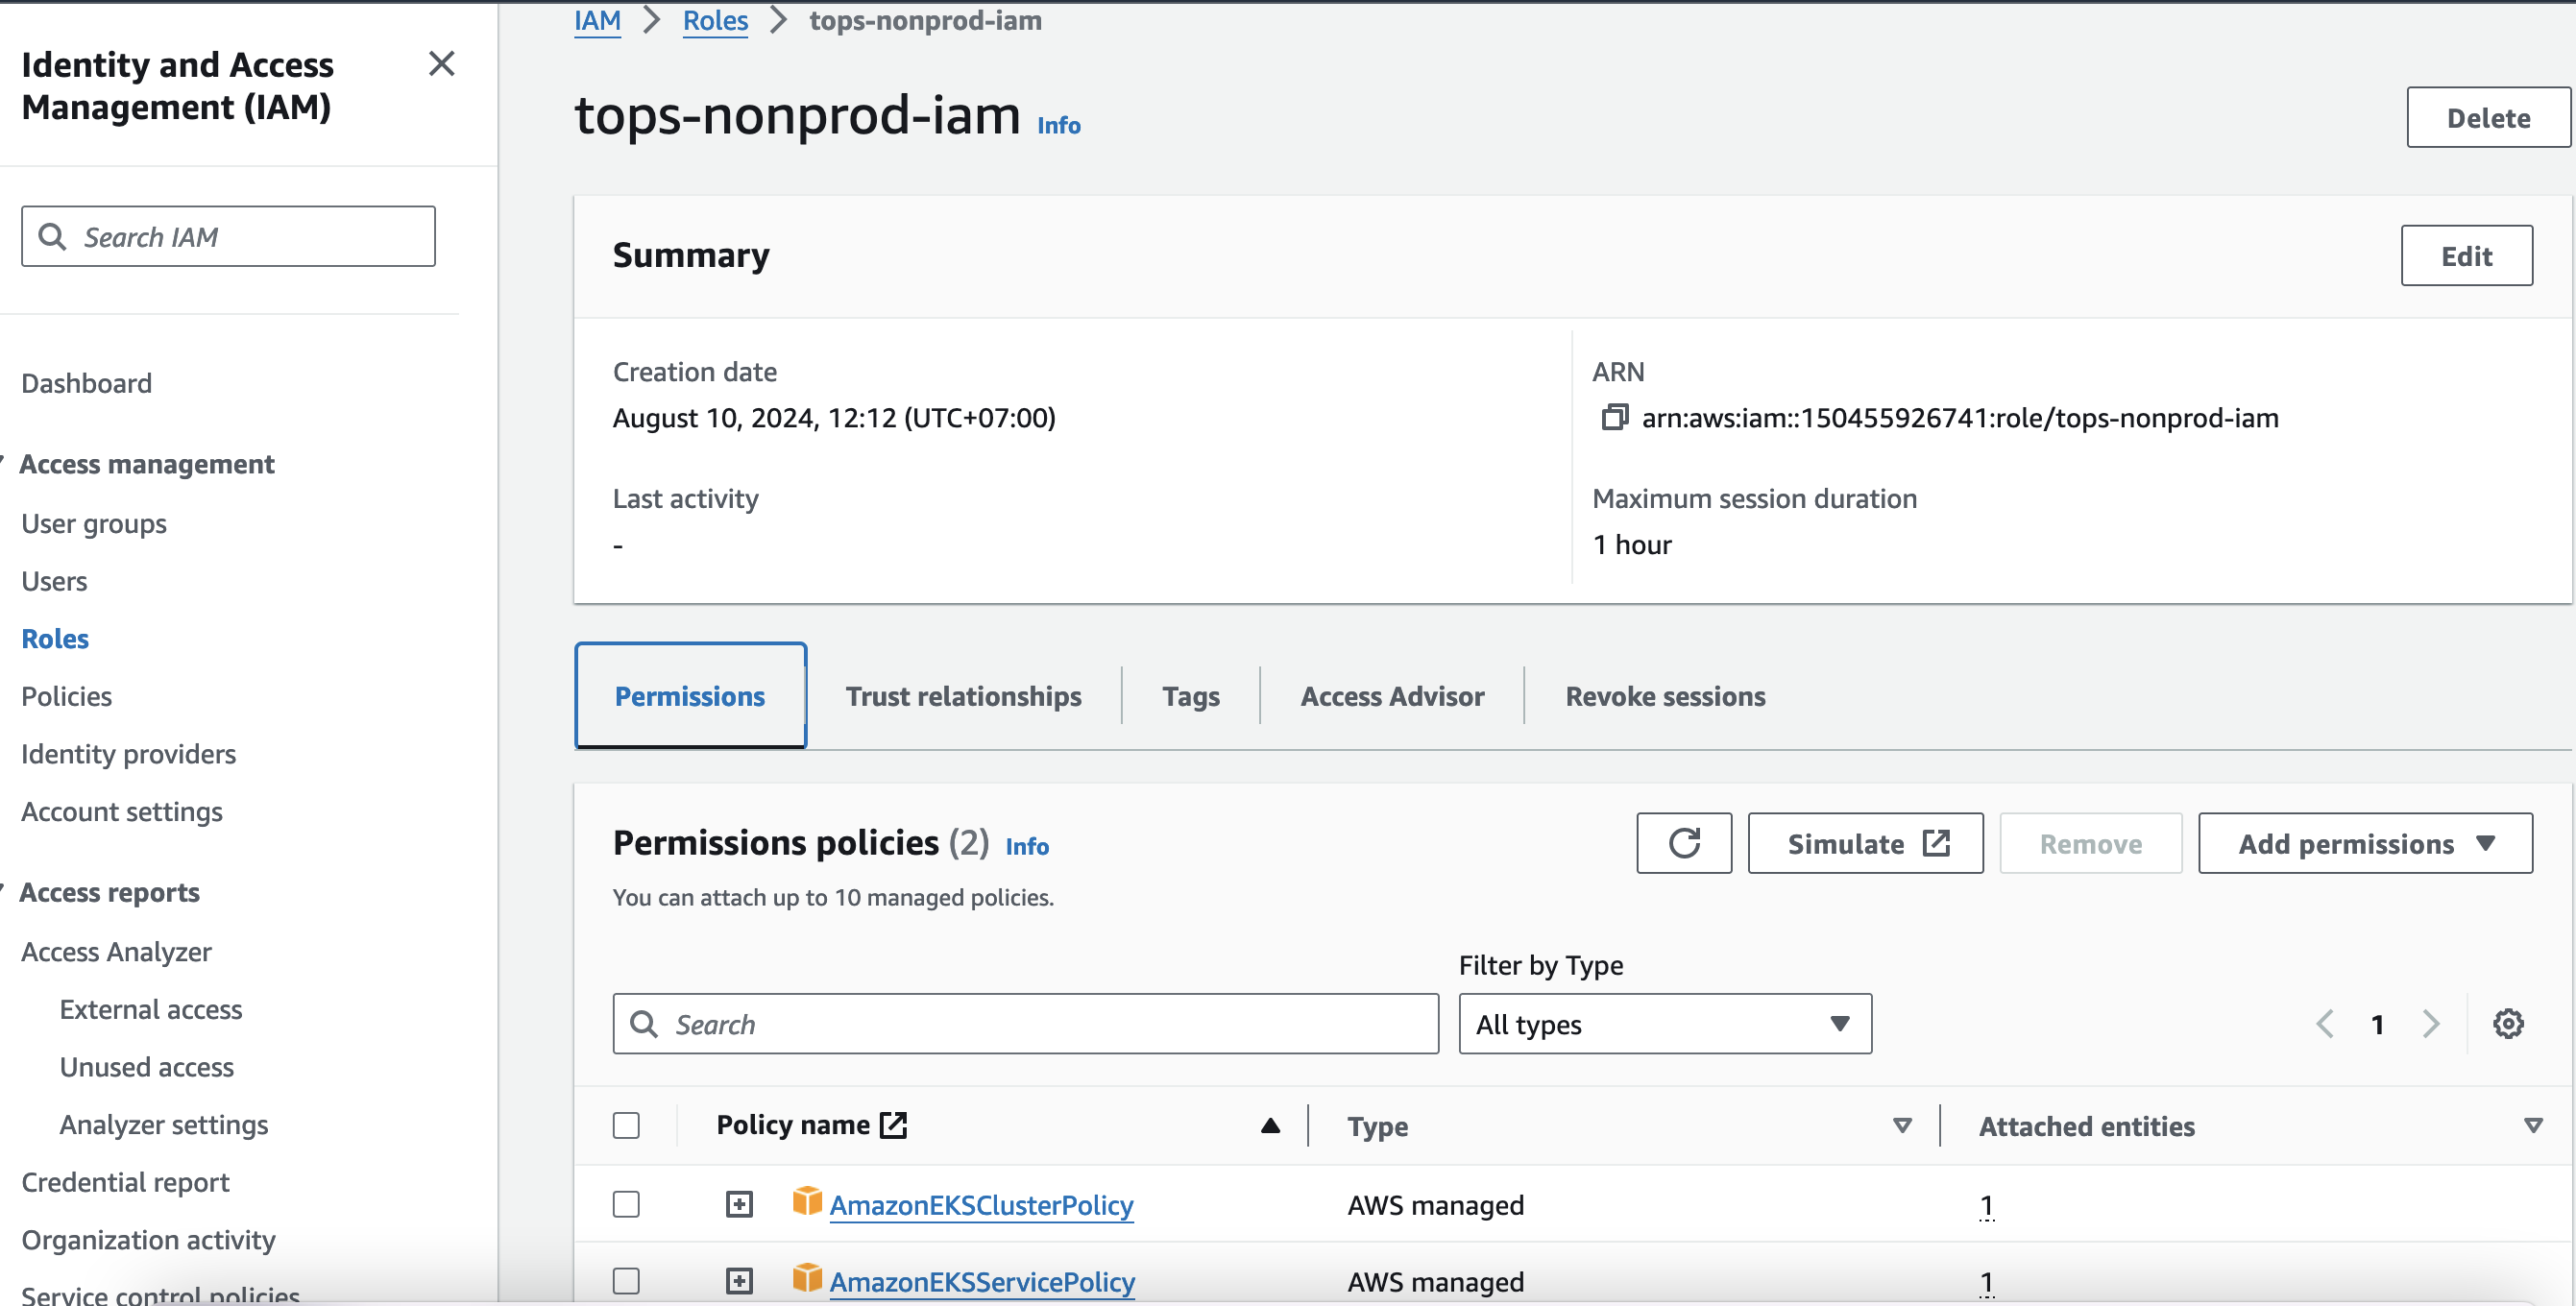 IAM > Roles > tops-nonprod-iam
Identity and Access
Management (IAM)
Search IAM
Dashboard
Access management
User groups
Users
Roles
Policies
Identity providers
Account settings
Access reports
Access Analyzer
External access
Unused access
Analyzer settings
Credential report
Organization activity
Service control policies
tops-nonprod-iam Info
Delete
Summary
Edit
Creation date
August 10, 2024, 12:12 (UTC+07:00)
ARN
arn:aws:iam::150455926741:role/tops-nonprod-iam
Last activity
-
Maximum session duration
1 hour
Permissions
Trust relationships
Tags
Access Advisor
Revoke sessions
Permissions policies (2) Info
You can attach up to 10 managed policies.
Simulate
Remove
Add permissions
Search
Filter by Type
All types
1
Policy name
Type
Attached entities
AmazonEKSClusterPolicy
AWS managed
1
AmazonEKSServicePolicy
AWS managed
1